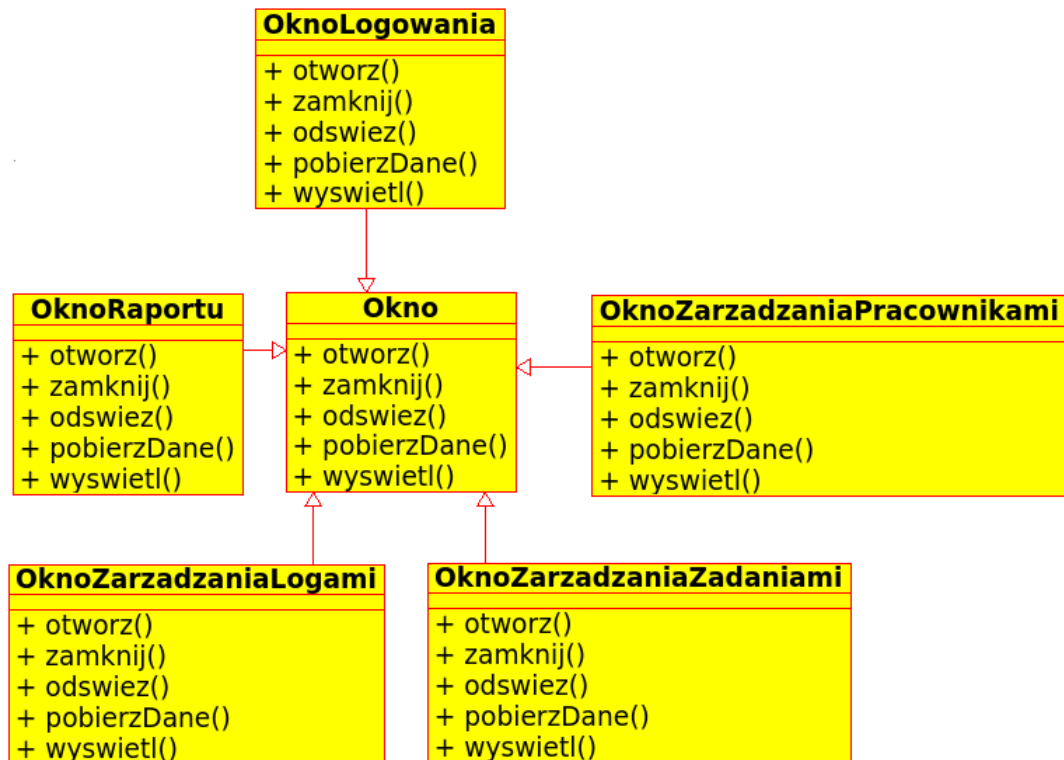 OknoLogowania
+ otworz()
+ zamknij()
+ odswiez()
+ pobierzDane()
+ wyswietl()
OknoRaportu
+ otworz()
+ zamknij()
+ odswiez()
+ pobierzDane()
+ wyswietl()
Okno
+ otworz()
+ zamknij()
+ odswiez()
+ pobierzDane()
+ wyswietl()
OknoZarzadzaniaPracownikami
+ otworz()
+ zamknij()
+ odswiez()
+ pobierzDane()
+ wyswietl()
OknoZarzadzaniaLogami
+ otworz()
+ zamknij()
+ odswiez()
+ pobierzDane()
+ wyswietl()
OknoZarzadzaniaZadaniami
+ otworz()
+ zamknij()
+ odswiez()
+ pobierzDane()
+ wyswietl()